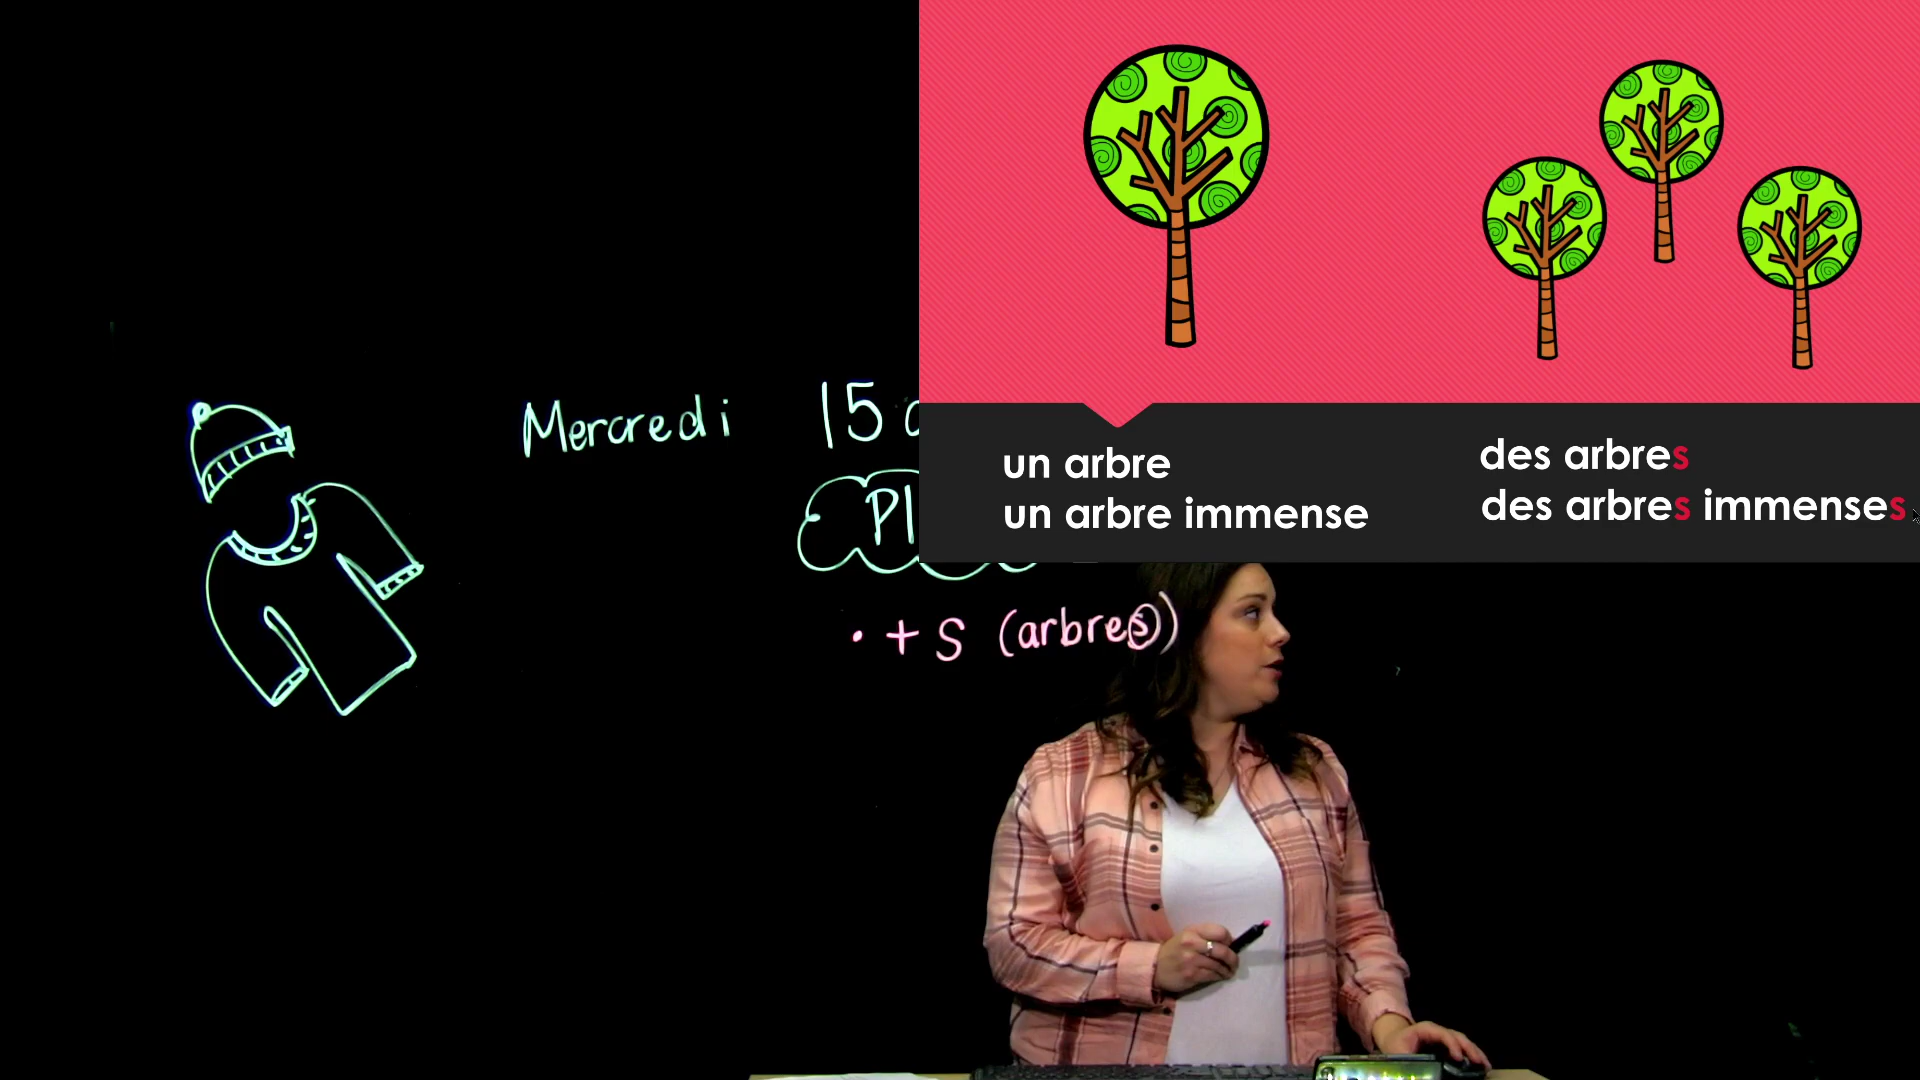 Mercredi 15
Pl
• + s (arbres)
un arbre
un arbre immense
des arbres
des arbres immenses